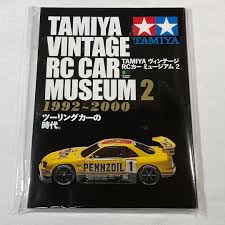 TAMIYA
VINTAGE
RC CAR
MUSEUM 2
1992~2000
ツーリングカーの
時代。
TAMIYA
TAMIYA ヴィンテージ
RCカー ミュージアム 2
PENNZOIL
1